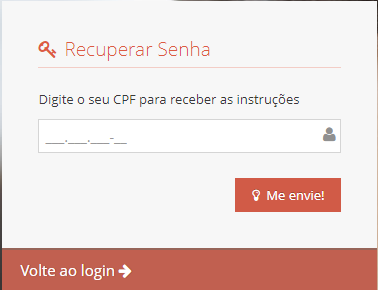 Recuperar Senha
Digite o seu CPF para receber as instruções
___.___.___-__
Me envie!
Volte ao login